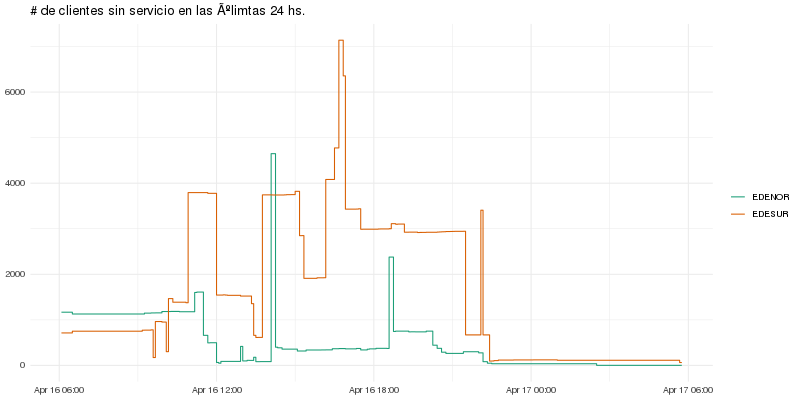 # de clientes sin servicio en las Ãºlimtas 24 hs.
6000
4000
2000
0
Apr 16 06:00
Apr 16 12:00
Apr 16 18:00
Apr 17 00:00
Apr 17 06:00
EDENOR
EDESUR